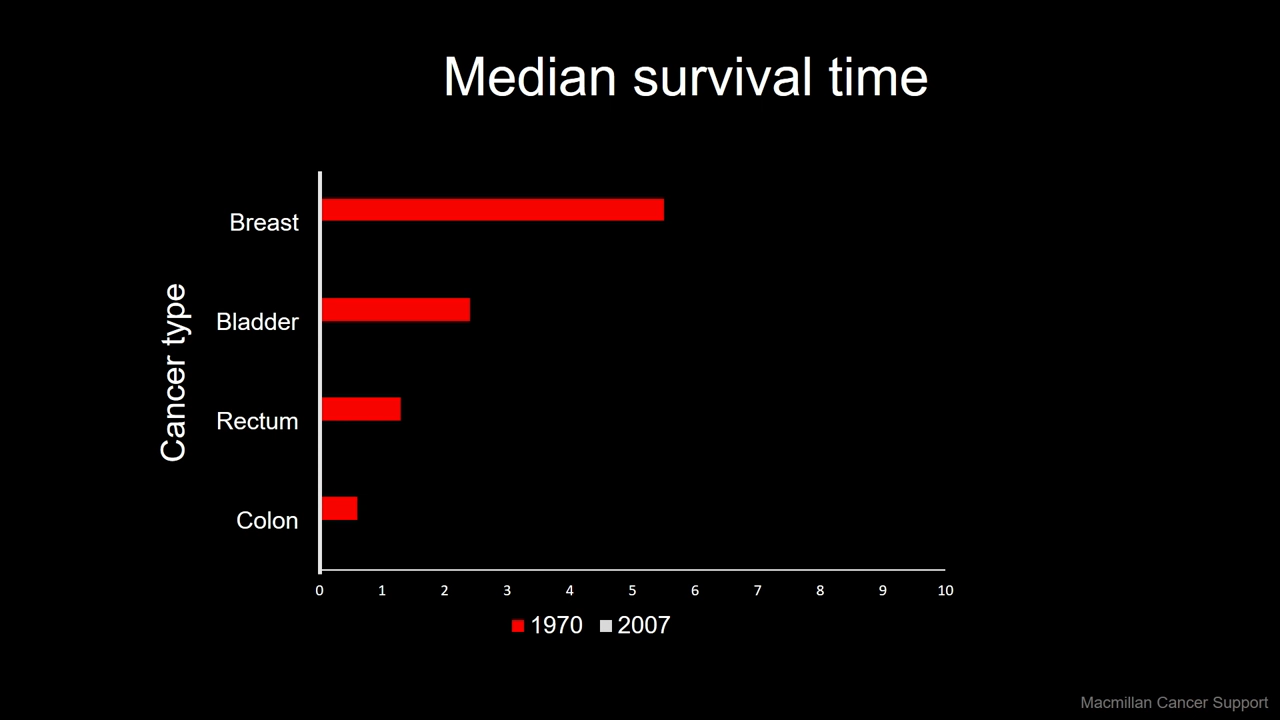 Median survival time
Cancer type
Breast
Bladder
Rectum
Colon
0 1 2 3 4 5 6 7 8 9 10
1970 2007
Macmillan Cancer Support